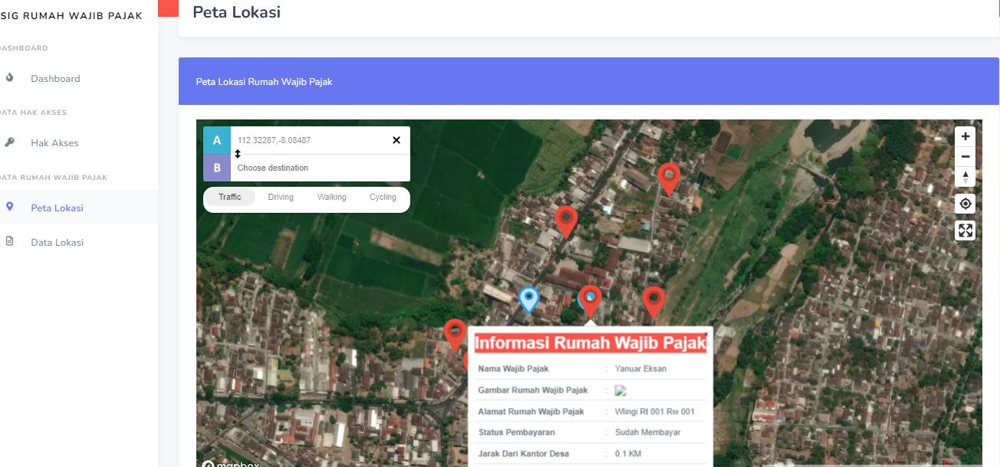 SIG RUMAH WAJIB PAJAK
DASHBOARD
Dashboard
DATA HAK AKSES
Hak Akses
DATA RUMAH WAJIB PAJAK
Peta Lokasi
Data Lokasi
Peta Lokasi
Peta Lokasi Rumah Wajib Pajak
A 112.32287,-8.08487
B Choose destination
Traffic Driving Walking Cycling
A
Informasi Rumah Wajib Pajak
Nama Wajib Pajak : Yanuar Eksan
Gambar Rumah Wajib Pajak :
Alamat Rumah Wajib Pajak : Wlingi Rt 001 Rw 001
Status Pembayaran : Sudah Membayar
Jarak Dari Kantor Desa : 0.1 KM
mapbox